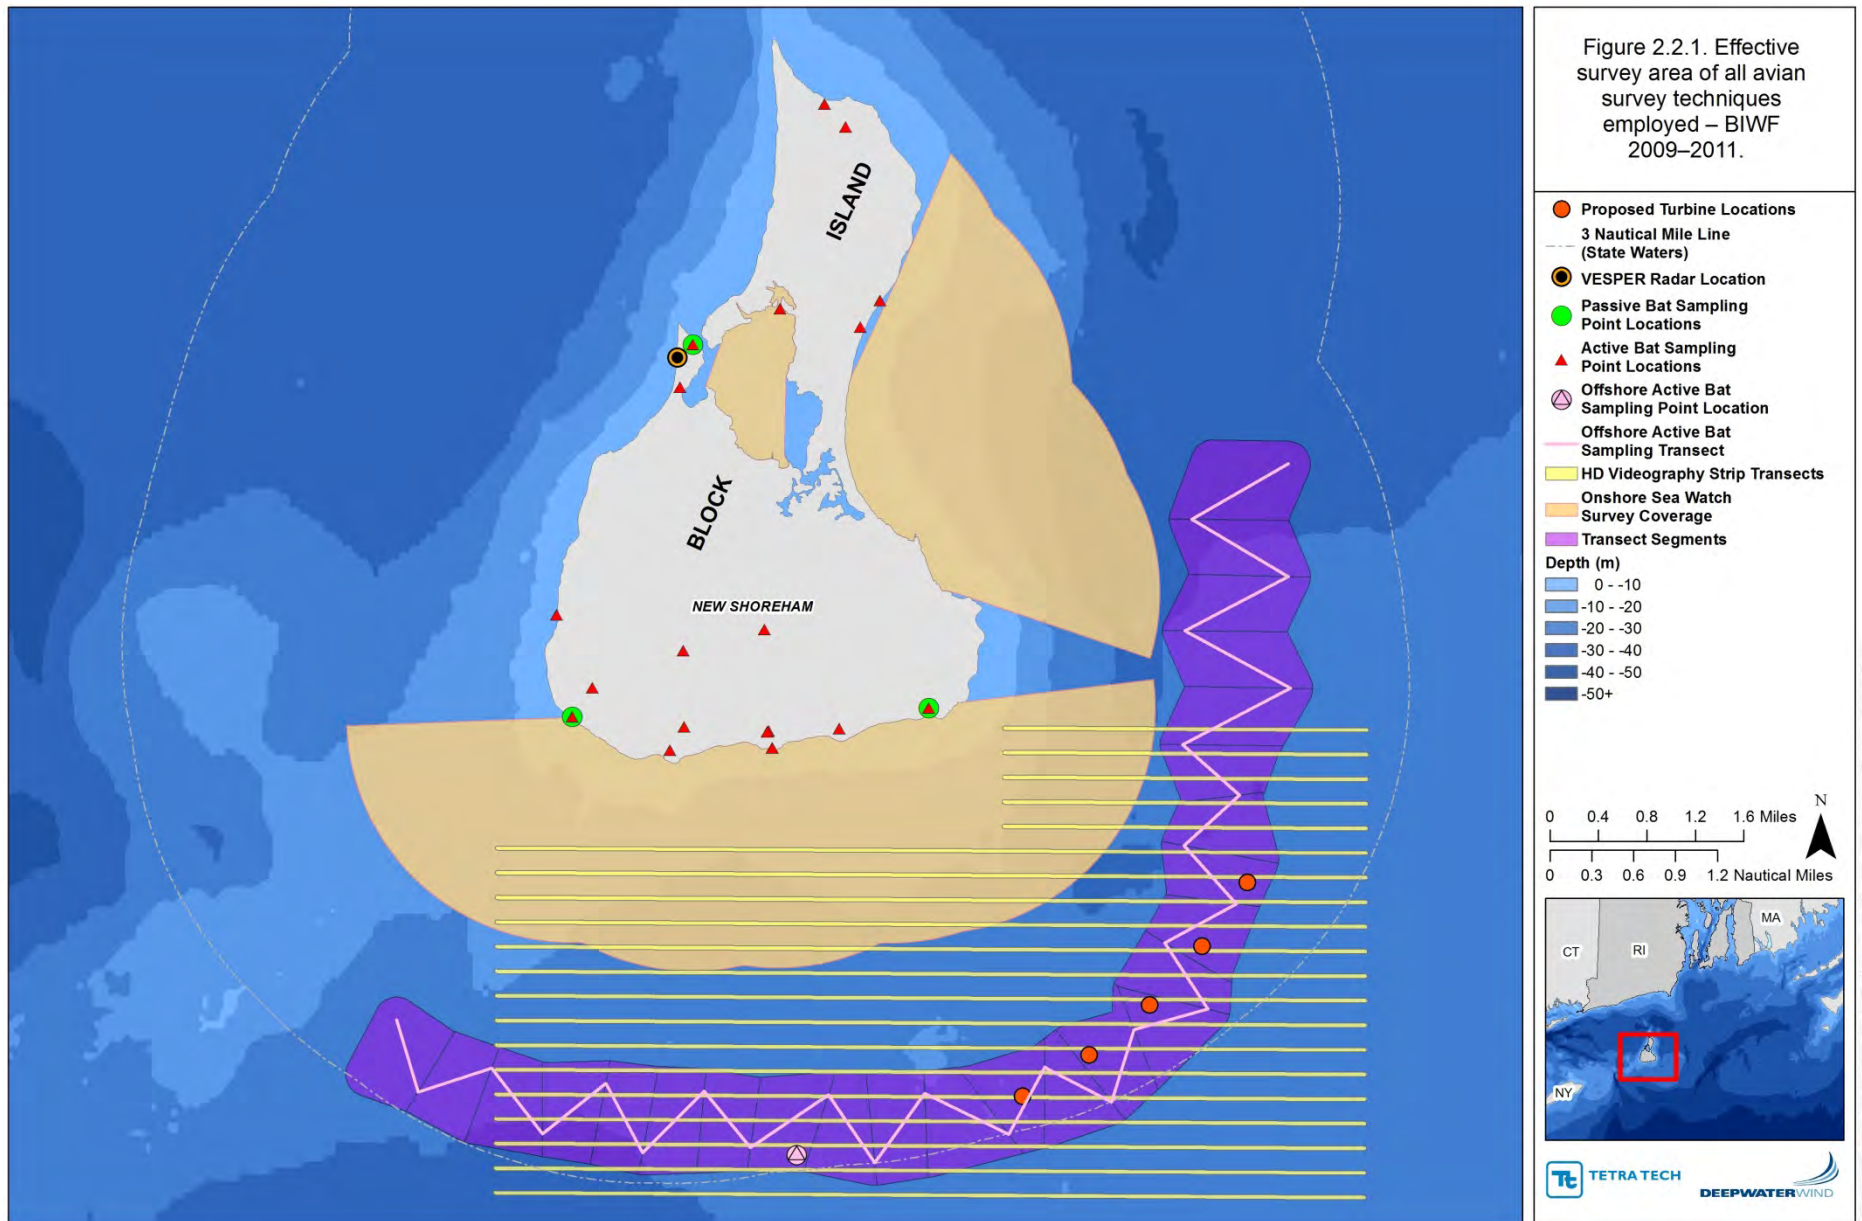 Figure 2.2.1. Effective
survey area of all avian
survey techniques
employed – BIWF
2009–2011.
Proposed Turbine Locations
3 Nautical Mile Line
(State Waters)
VESPER Radar Location
Passive Bat Sampling
Point Locations
Active Bat Sampling
Point Locations
Offshore Active Bat
Sampling Point Location
Offshore Active Bat
Sampling Transect
HD Videography Strip Transects
Onshore Sea Watch
Survey Coverage
Transect Segments
Depth (m)
0 - -10
-10 - -20
-20 - -30
-30 - -40
-40 - -50
-50+
N
0 0.4 0.8 1.2 1.6 Miles
0 0.3 0.6 0.9 1.2 Nautical Miles
MA
CT
RI
NY
TETRA TECH
DEEPWATERWIND
BLOCK
ISLAND
NEW SHOREHAM